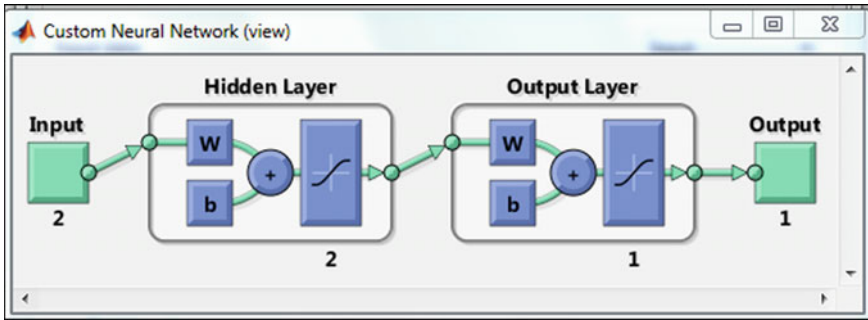 Custom Neural Network (view)
Hidden Layer
Output Layer
Input
Output
W
+
b
W
+
b
2
2
1
1